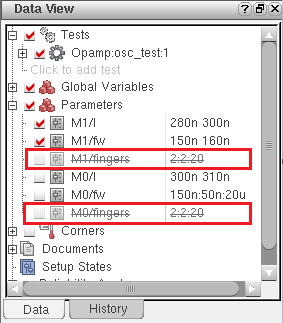 Data View
Tests
Opamp:osc_test:1
Click to add test
Global Variables
Parameters
M1/l 280n 300n
M1/fw 150n 160n
M1/fingers 2:2:20
M0/l 300n 310n
M0/fw 150n:50n:20u
M0/fingers 2:2:20
Corners
Documents
Setup States
Data History